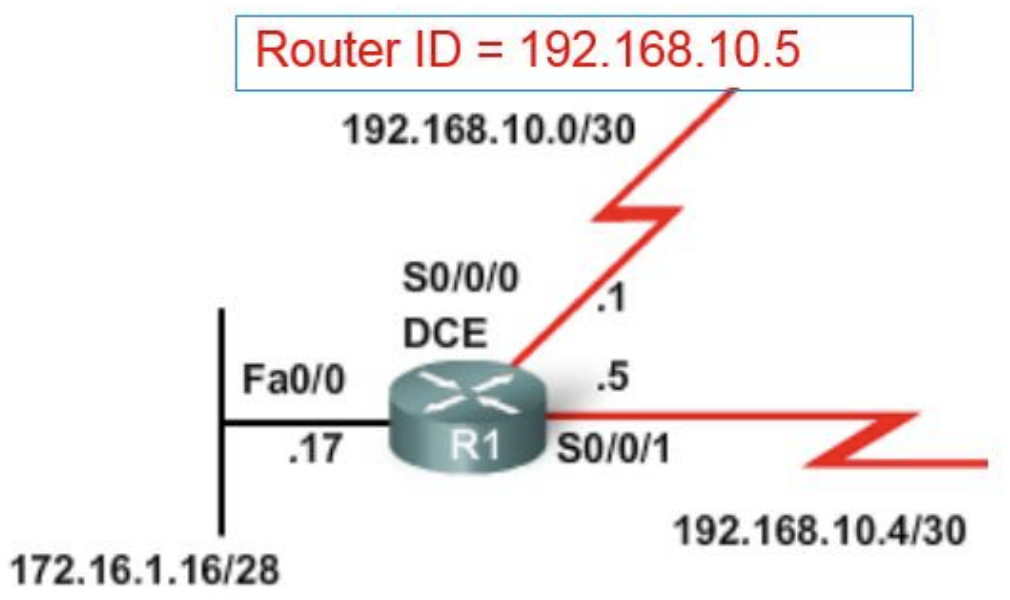 Router ID = 192.168.10.5
192.168.10.0/30
S0/0/0
DCE
.1
Fa0/0
.5
.17
R1
S0/0/1
192.168.10.4/30
172.16.1.16/28